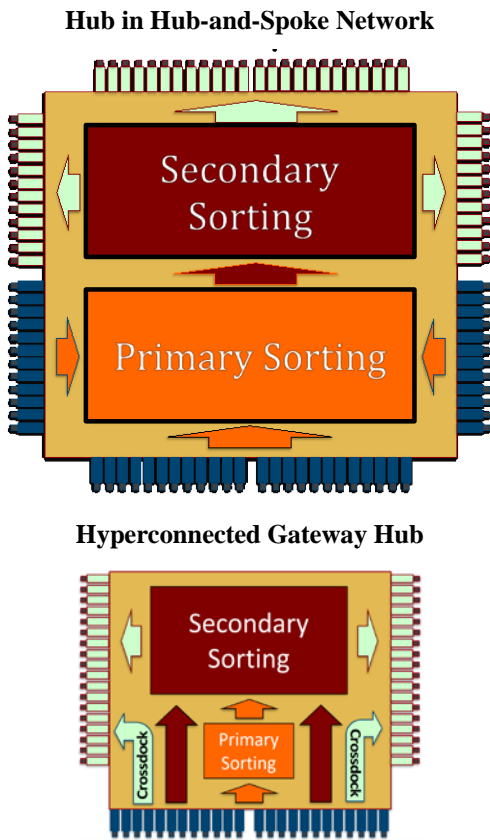 Hub in Hub-and-Spoke Network
Secondary
Sorting
Primary Sorting
Hyperconnected Gateway Hub
Secondary
Sorting
Crossdock
Primary
Sorting
Crossdock